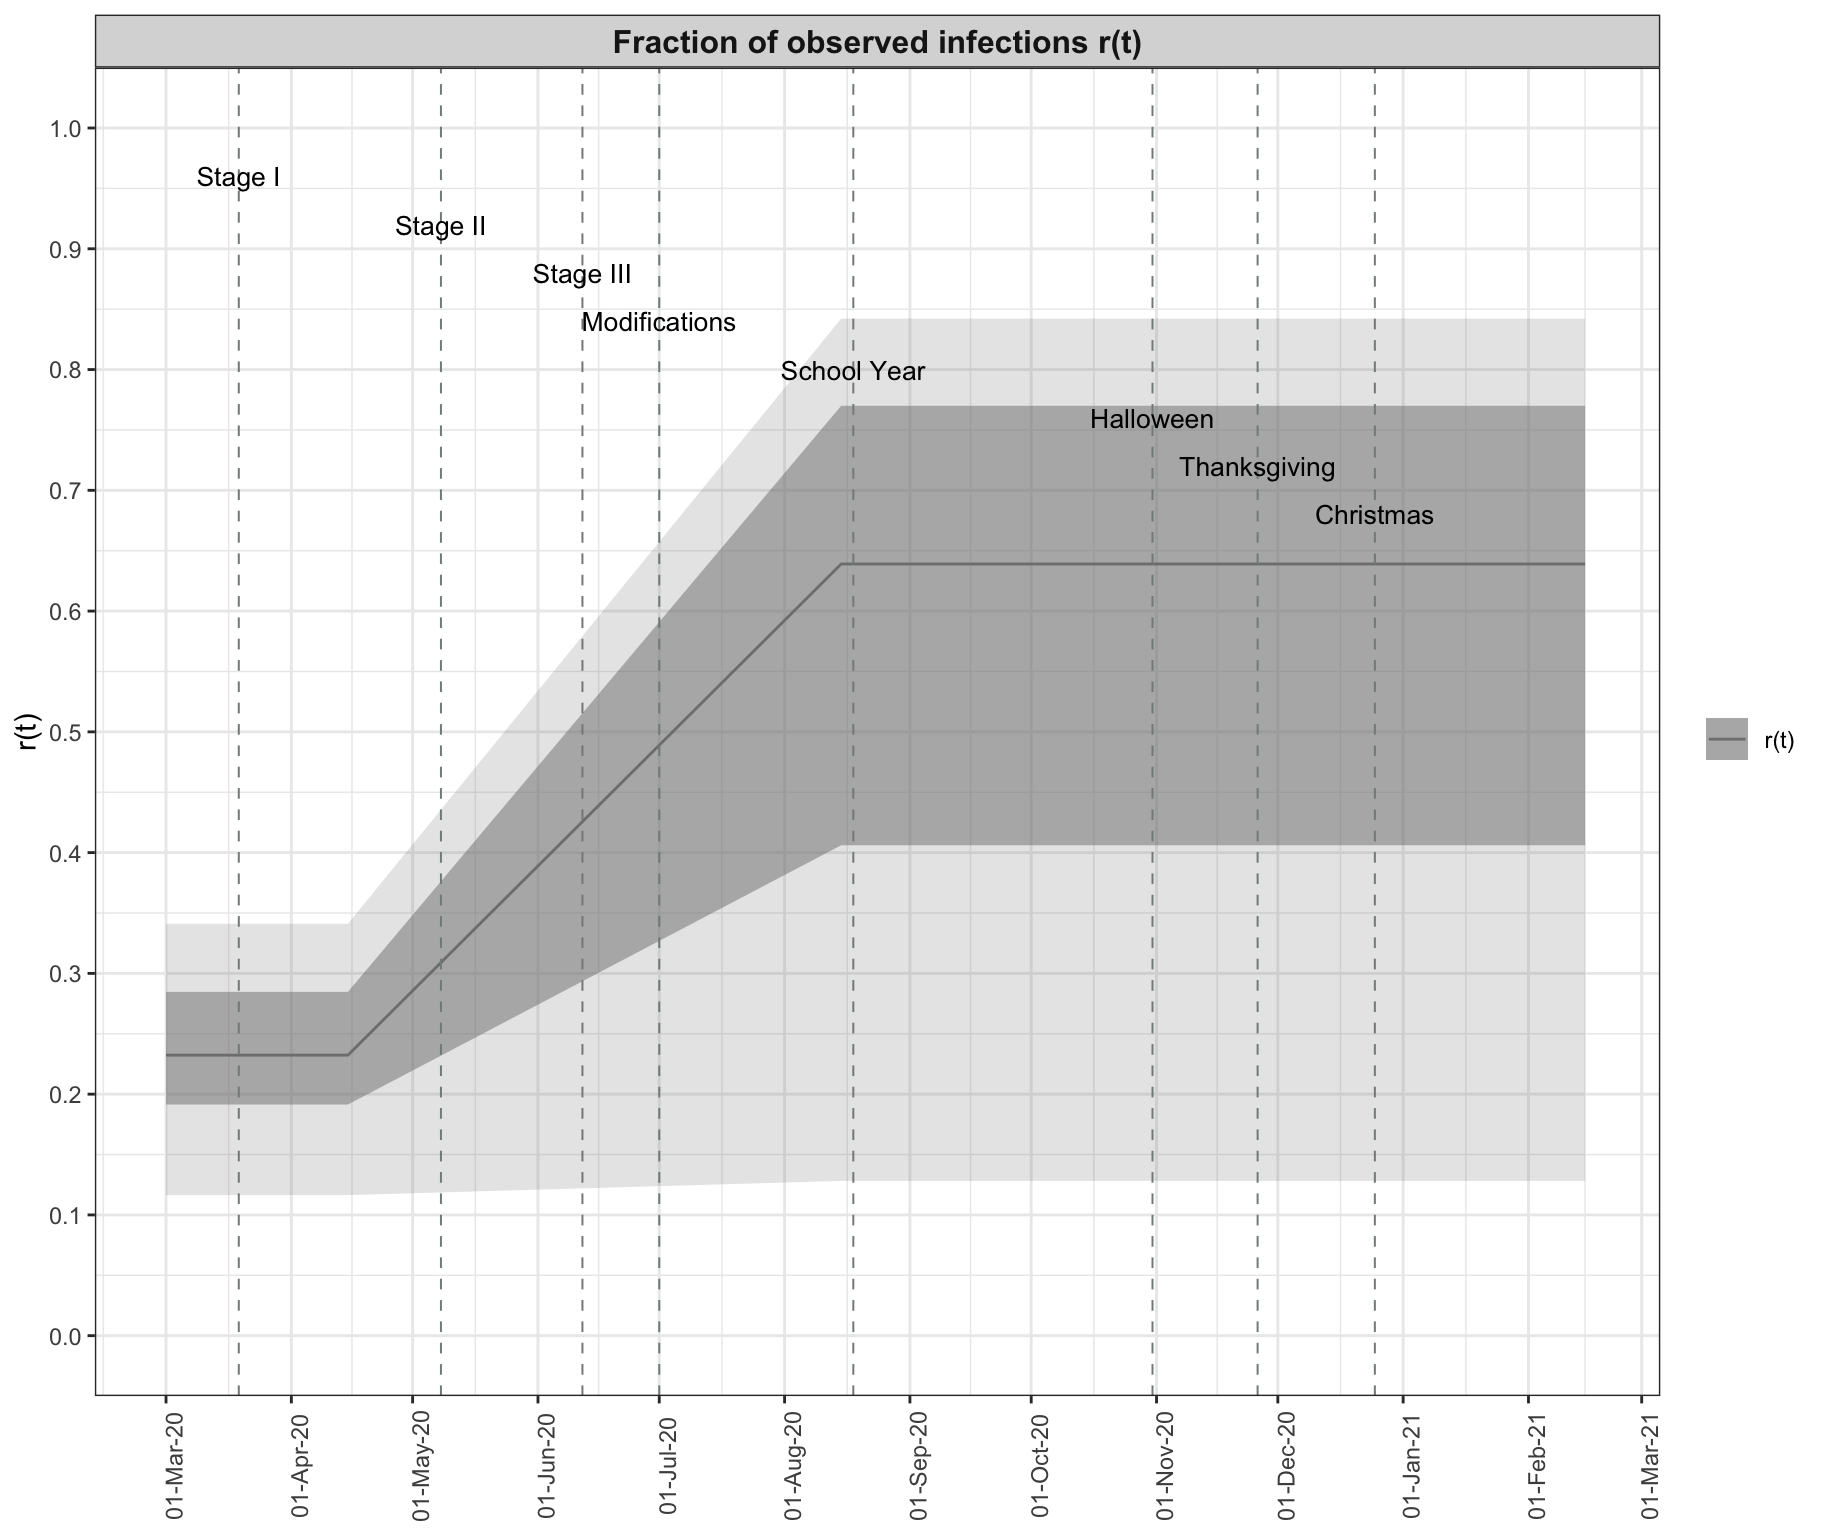 Fraction of observed infections r(t)
1.0
0.9
0.8
0.7
0.6
0.5
0.4
0.3
0.2
0.1
0.0
r(t)
Stage I
Stage II
Stage III
Modifications
School Year
Halloween
Thanksgiving
Christmas
01-Mar-20
01-Apr-20
01-May-20
01-Jun-20
01-Jul-20
01-Aug-20
01-Sep-20
01-Oct-20
01-Nov-20
01-Dec-20
01-Jan-21
01-Feb-21
01-Mar-21
r(t)